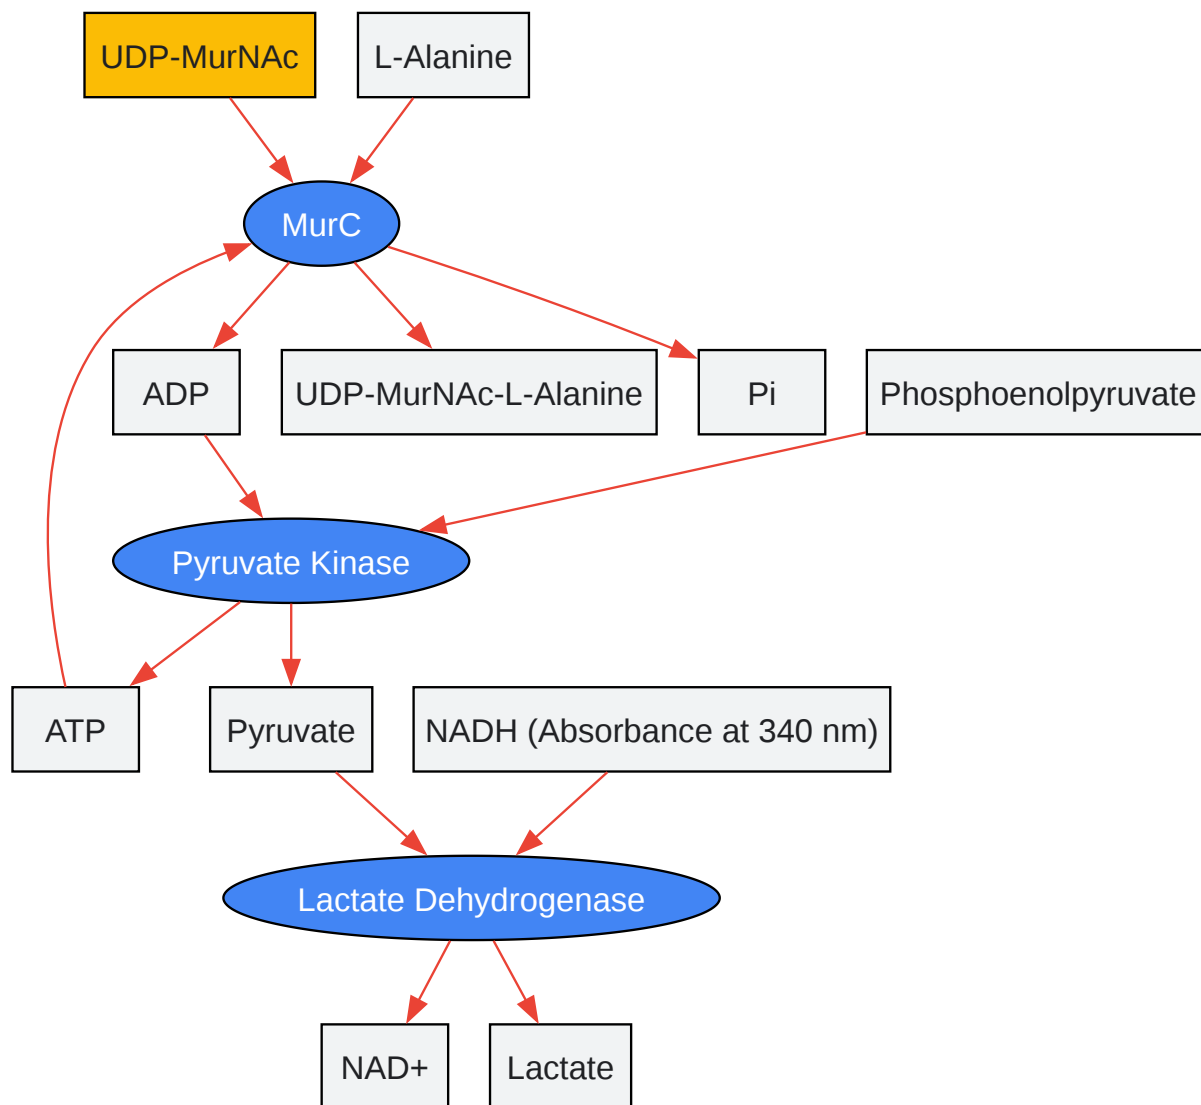 UDP-MurNAc
L-Alanine
MurC
ADP
UDP-MurNAc-L-Alanine
Pi
Phosphoenolpyruvate
Pyruvate Kinase
ATP
Pyruvate
NADH (Absorbance at 340 nm)
Lactate Dehydrogenase
NAD+
Lactate